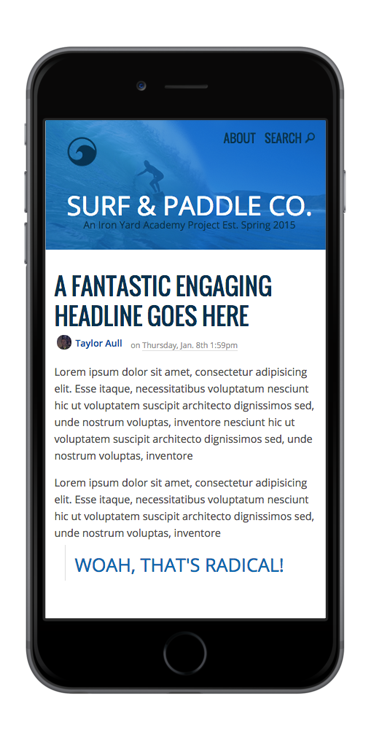 ABOUT SEARCH
SURF & PADDLE CO.
An Iron Yard Academy Project Est. Spring 2015
A FANTASTIC ENGAGING
HEADLINE GOES HERE
Taylor Aull on Thursday, Jan. 8th 1:59pm
Lorem ipsum dolor sit amet, consectetur adipisicing
elit. Esse itaque, necessitatibus voluptatum nesciunt
hic ut voluptatem suscipit architecto dignissimos sed,
unde nostrum voluptas, inventore nesciunt hic ut
voluptatem suscipit architecto dignissimos sed, unde
nostrum voluptas, inventore
Lorem ipsum dolor sit amet, consectetur adipisicing
elit. Esse itaque, necessitatibus voluptatum nesciunt
hic ut voluptatem suscipit architecto dignissimos sed,
unde nostrum voluptas, inventore
WOAH, THAT'S RADICAL!